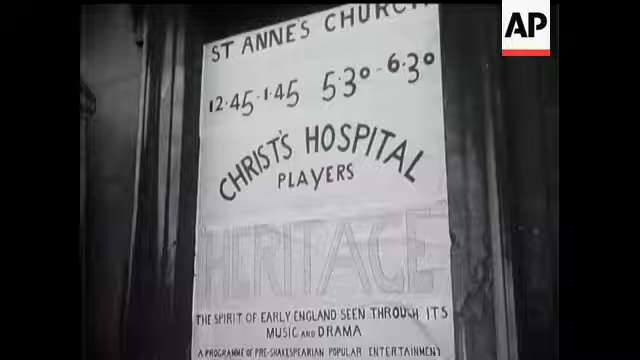 AP
ST. ANNE'S CHURCH
12.45-1.45 5.30-6.30
CHRIST'S HOSPITAL
PLAYERS
HERITAGE
THE SPIRIT OF EARLY ENGLAND SEEN THROUGH ITS
MUSIC AND DRAMA
A PROGRAMME OF PRE-SHAKESPEARIAN POPULAR ENTERTAINMENT